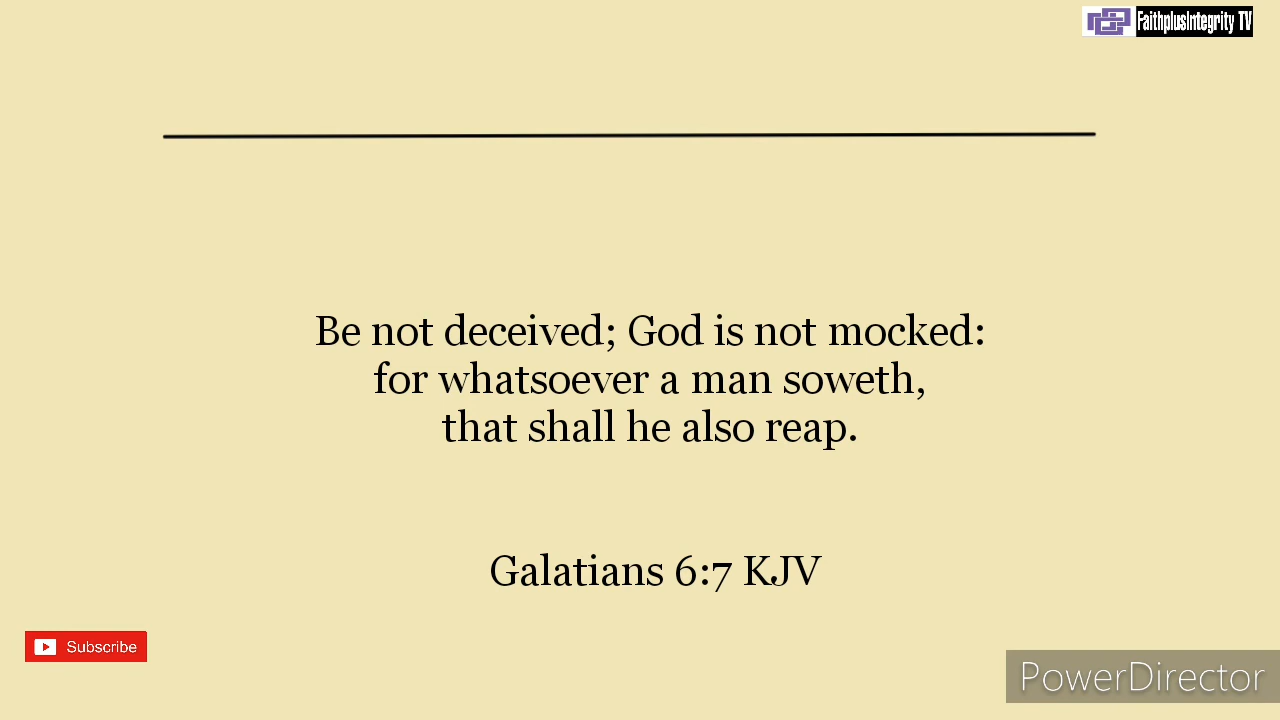 FaithplusIntegrity TV
Be not deceived; God is not mocked:
for whatsoever a man soweth,
that shall he also reap.
Galatians 6:7 KJV
Subscribe
PowerDirector